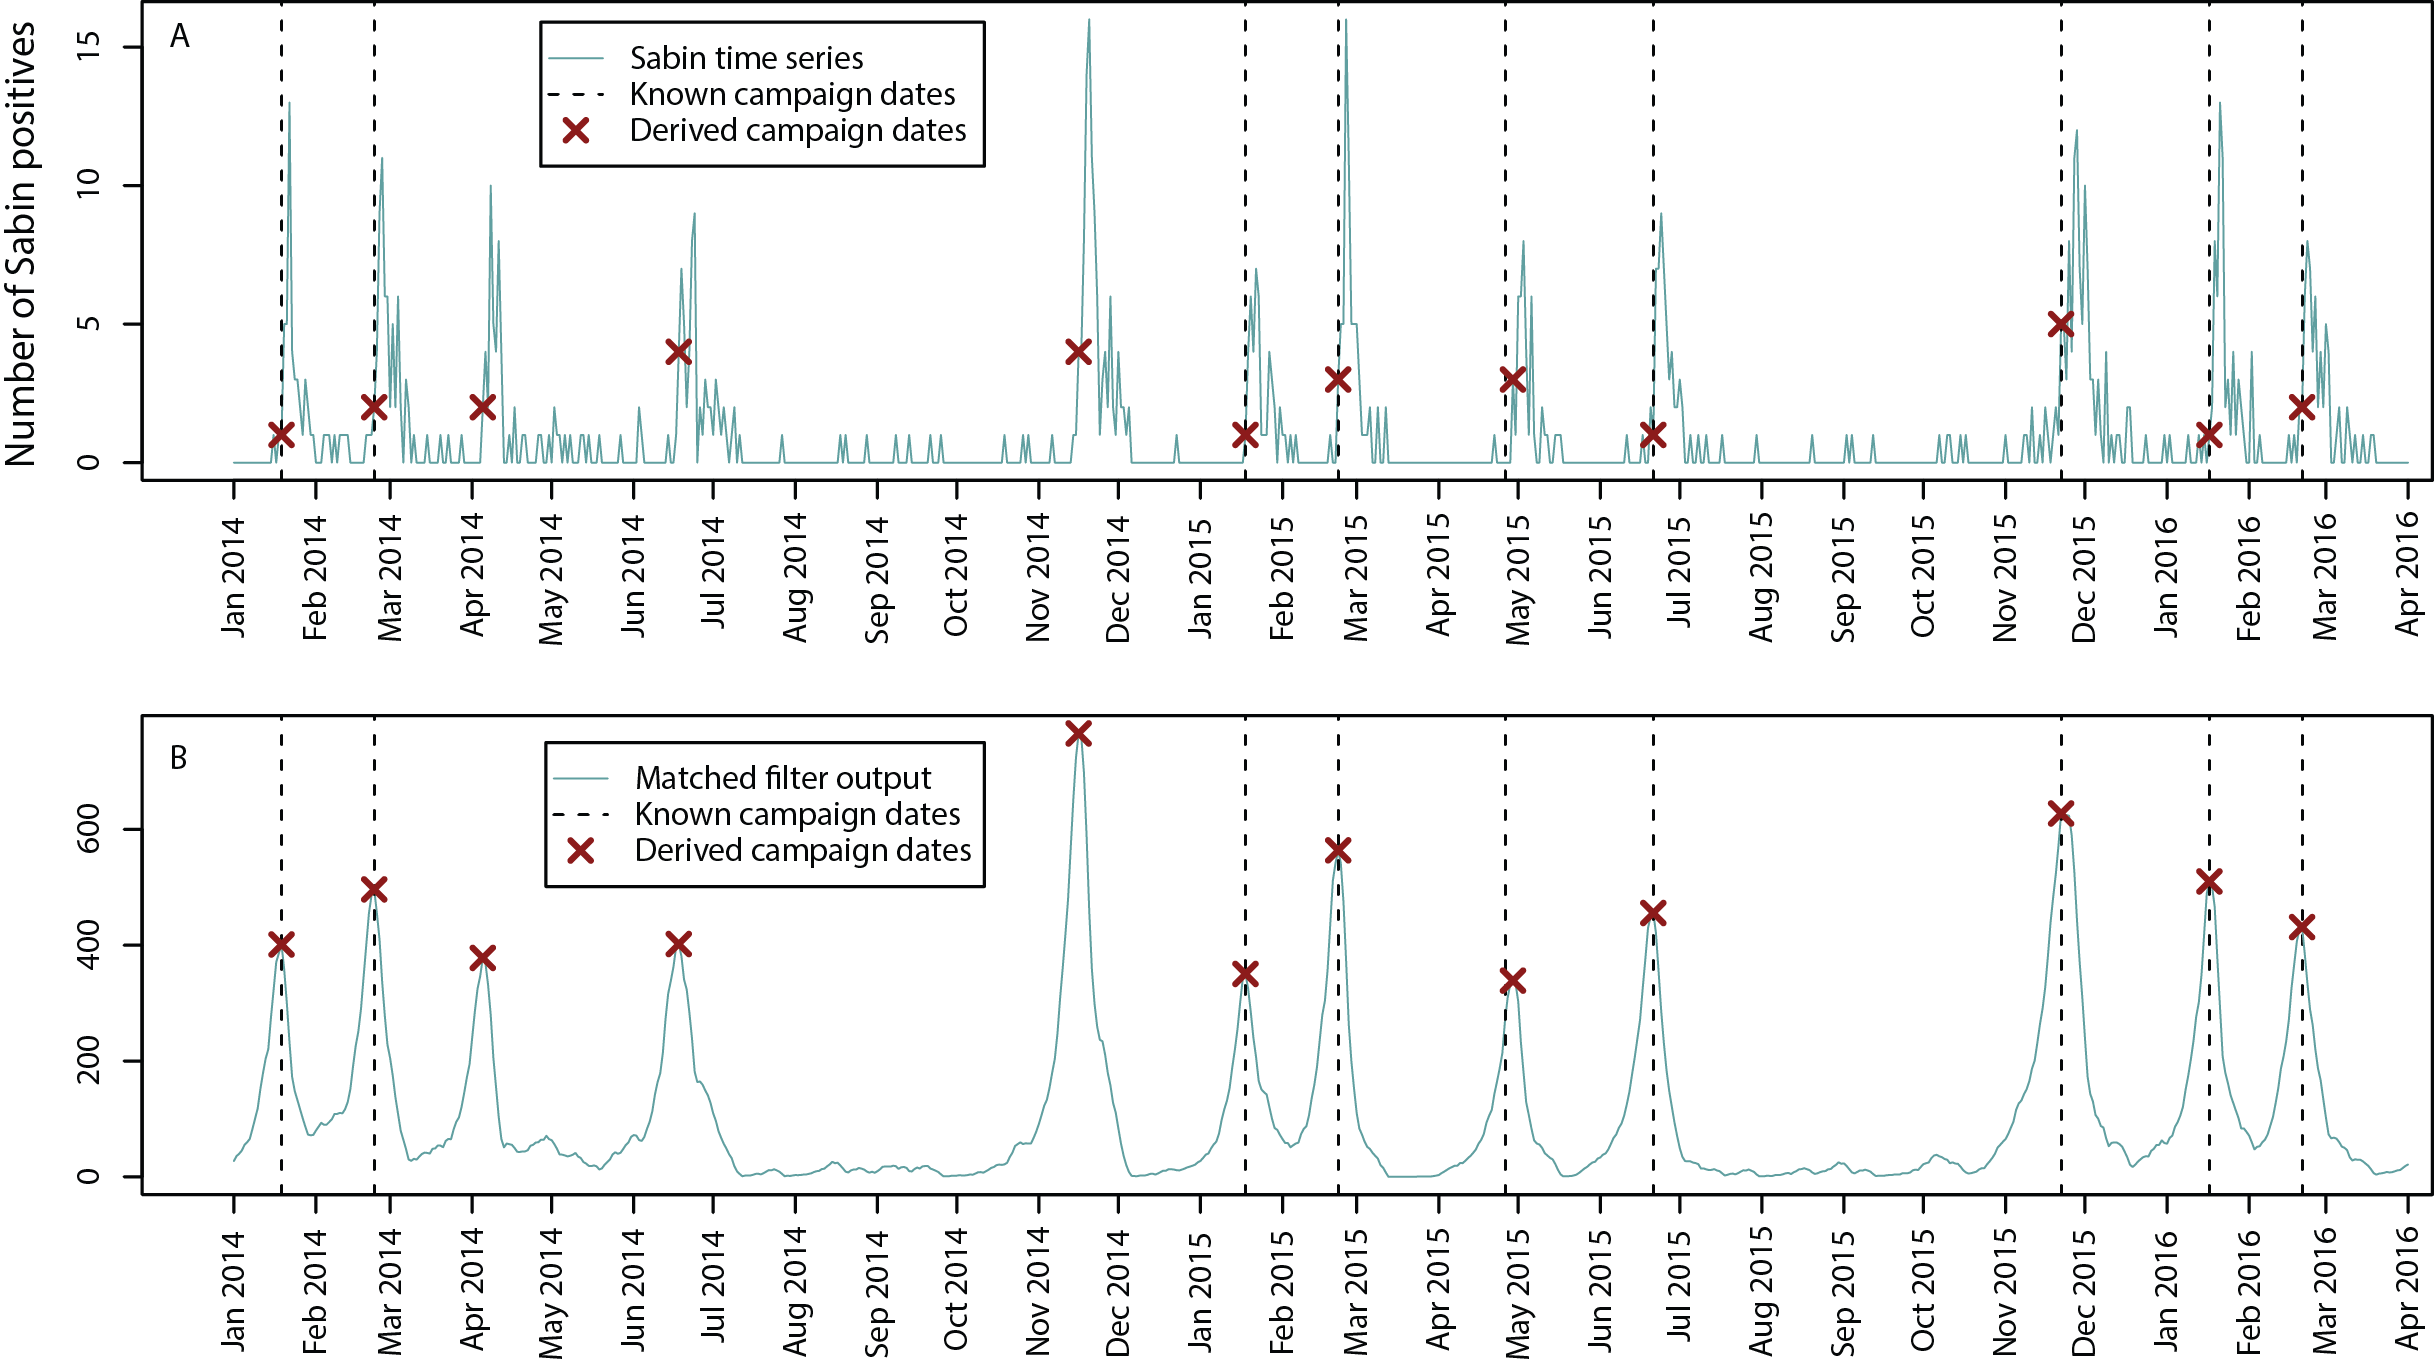 A
Sabin time series
Known campaign dates
Derived campaign dates
Number of Sabin positives
15
10
5
0
Jan 2014
Feb 2014
Mar 2014
Apr 2014
May 2014
Jun 2014
Jul 2014
Aug 2014
Sep 2014
Oct 2014
Nov 2014
Dec 2014
Jan 2015
Feb 2015
Mar 2015
Apr 2015
May 2015
Jun 2015
Jul 2015
Aug 2015
Sep 2015
Oct 2015
Nov 2015
Dec 2015
Jan 2016
Feb 2016
Mar 2016
Apr 2016
B
Matched filter output
Known campaign dates
Derived campaign dates
600
400
200
0
Jan 2014
Feb 2014
Mar 2014
Apr 2014
May 2014
Jun 2014
Jul 2014
Aug 2014
Sep 2014
Oct 2014
Nov 2014
Dec 2014
Jan 2015
Feb 2015
Mar 2015
Apr 2015
May 2015
Jun 2015
Jul 2015
Aug 2015
Sep 2015
Oct 2015
Nov 2015
Dec 2015
Jan 2016
Feb 2016
Mar 2016
Apr 2016